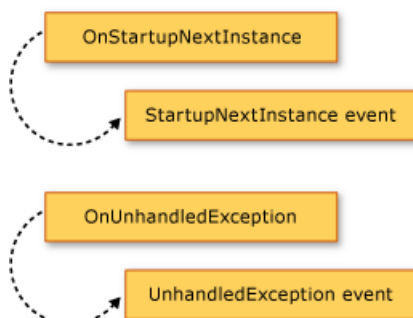 OnStartupNextInstance
StartupNextInstance event
OnUnhandledException
UnhandledException event